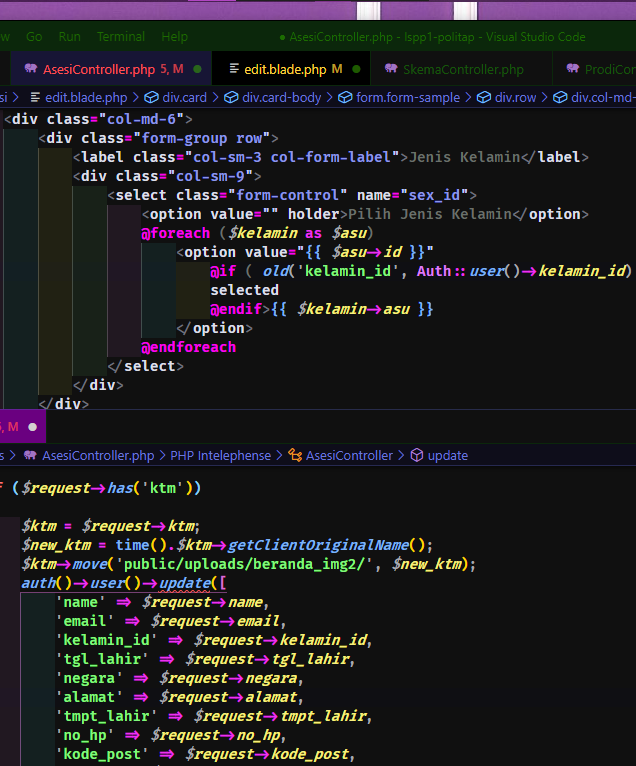 w Go Run Terminal Help ● AsesiController.php - lspp1-politap - Visual Studio Code
AsesiController.php 5, M ● edit.blade.php M ● SkemaController.php ProdiCon
si > edit.blade.php > div.card > div.card-body > form.form-sample > div.row > div.col-md-
<div class="col-md-6">
<div class="form-group row">
<label class="col-sm-3 col-form-label">Jenis Kelamin</label>
<div class="col-sm-9">
<select class="form-control" name="sex_id">
<option value="" holder>Pilih Jenis Kelamin</option>
@foreach ($kelamin as $asu)
<option value="{{ $asu->id }}"
@if ( old('kelamin_id', Auth::user()->kelamin_id)
selected
@endif>{{ $kelamin->asu }}
</option>
@endforeach
</select>
</div>
</div>
5, M ●
s > AsesiController.php > PHP Intelephense > AsesiController > update
f ($request->has('ktm'))
$ktm = $request->ktm;
$new_ktm = time().$ktm->getClientOriginalName();
$ktm->move('public/uploads/beranda_img2/', $new_ktm);
auth()->user()->update([
'name' => $request->name,
'email' => $request->email,
'kelamin_id' => $request->kelamin_id,
'tgl_lahir' => $request->tgl_lahir,
'negara' => $request->negara,
'alamat' => $request->alamat,
'tmpt_lahir' => $request->tmpt_lahir,
'no_hp' => $request->no_hp,
'kode_post' => $request->kode_post,